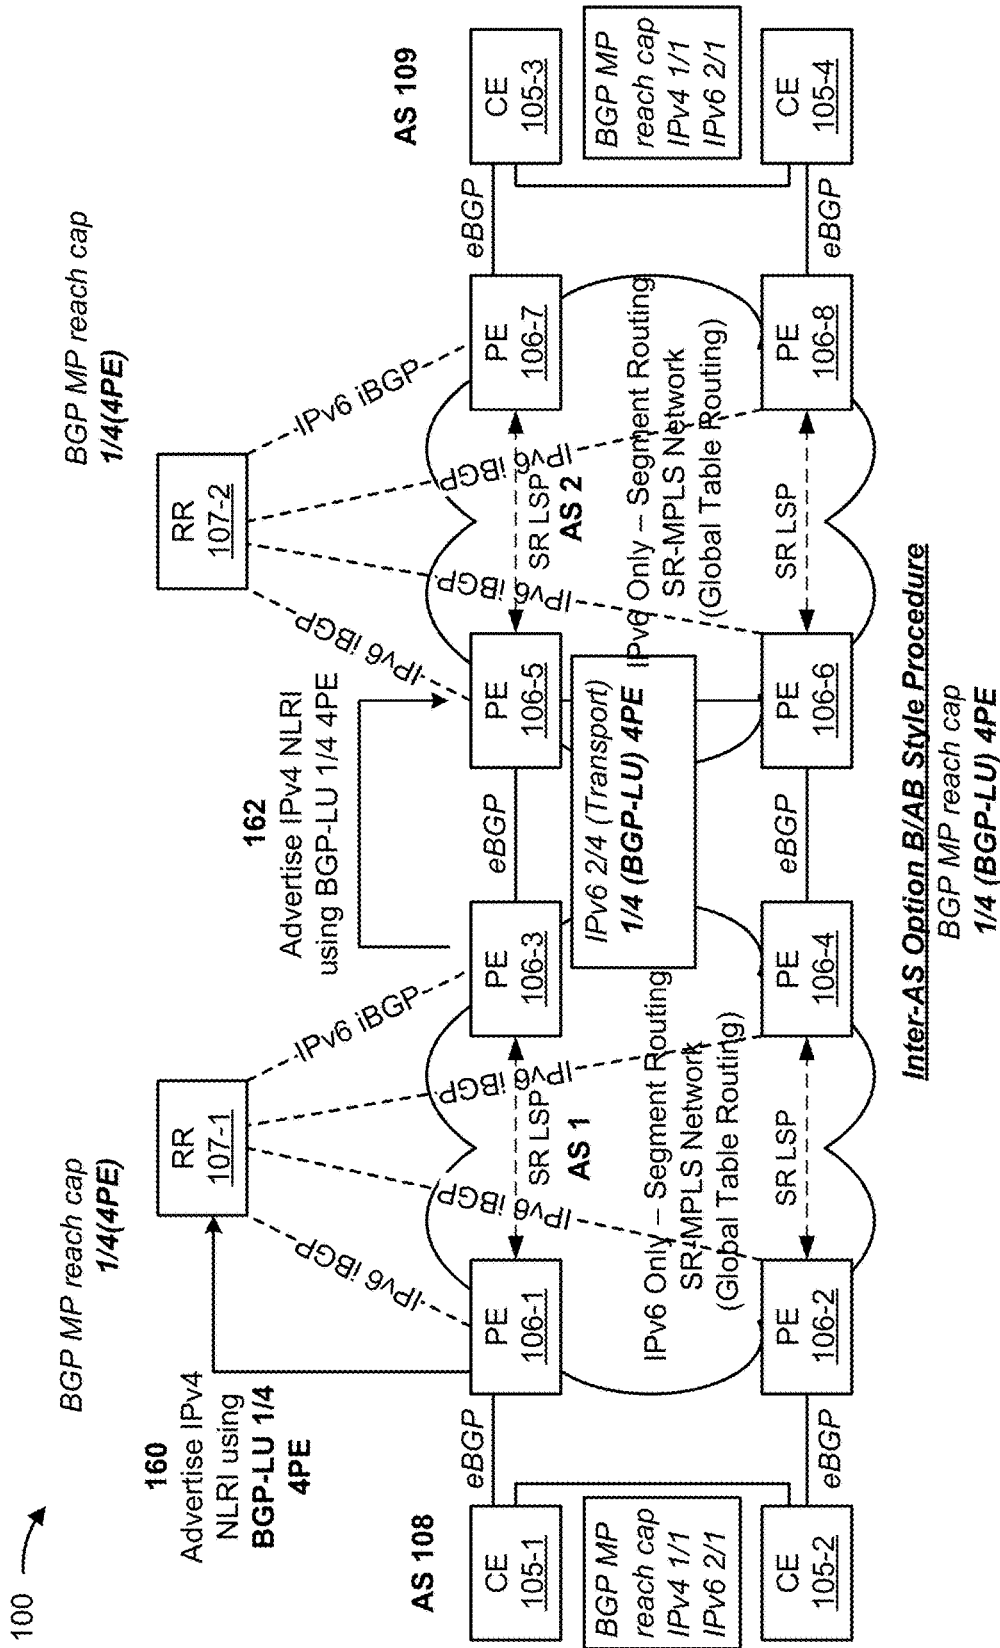 100
BGP MP reach cap
1/4(4PE)
BGP MP reach cap
1/4(4PE)
160
Advertise IPv4
NLRI using
BGP-LU 1/4
4PE
RR
107-1
162
Advertise IPv4 NLRI
using BGP-LU 1/4 4PE
RR
107-2
IPv6 iBGP
IPv6 iBGP
IPv6 iBGP
IPv6 iBGP
IPv6 iBGP
IPv6 iBGP
IPv6 iBGP
IPv6 iBGP
AS 108
AS 109
CE
105-1
eBGP
PE
106-1
SR LSP
PE
106-3
eBGP
PE
106-5
SR LSP
PE
106-7
eBGP
CE
105-3
AS 1
AS 2
BGP MP
reach cap
IPv4 1/1
IPv6 2/1
IPv6 Only – Segment Routing
SR-MPLS Network
(Global Table Routing)
IPv6 2/4 (Transport)
1/4 (BGP-LU) 4PE
IPv6 Only – Segment Routing
SR-MPLS Network
(Global Table Routing)
BGP MP
reach cap
IPv4 1/1
IPv6 2/1
CE
105-2
eBGP
PE
106-2
SR LSP
PE
106-4
eBGP
PE
106-6
SR LSP
PE
106-8
eBGP
CE
105-4
Inter-AS Option B/AB Style Procedure
BGP MP reach cap
1/4 (BGP-LU) 4PE